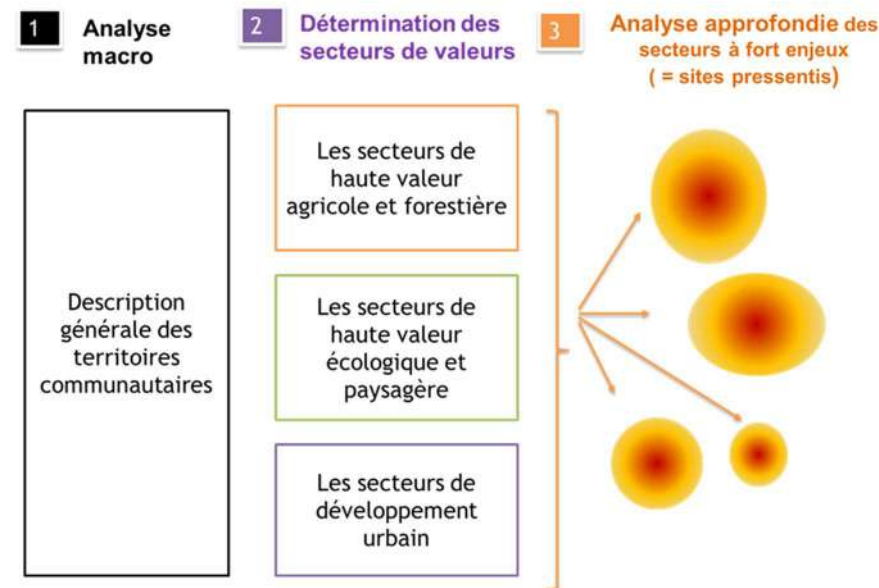 1
Analyse
macro
2
Détermination des
secteurs de valeurs
3
Analyse approfondie des
secteurs à fort enjeux
( = sites pressentis)
Description
générale des
territoires
communautaires
Les secteurs de
haute valeur
agricole et forestière
Les secteurs de
haute valeur
écologique et
paysagère
Les secteurs de
développement
urbain